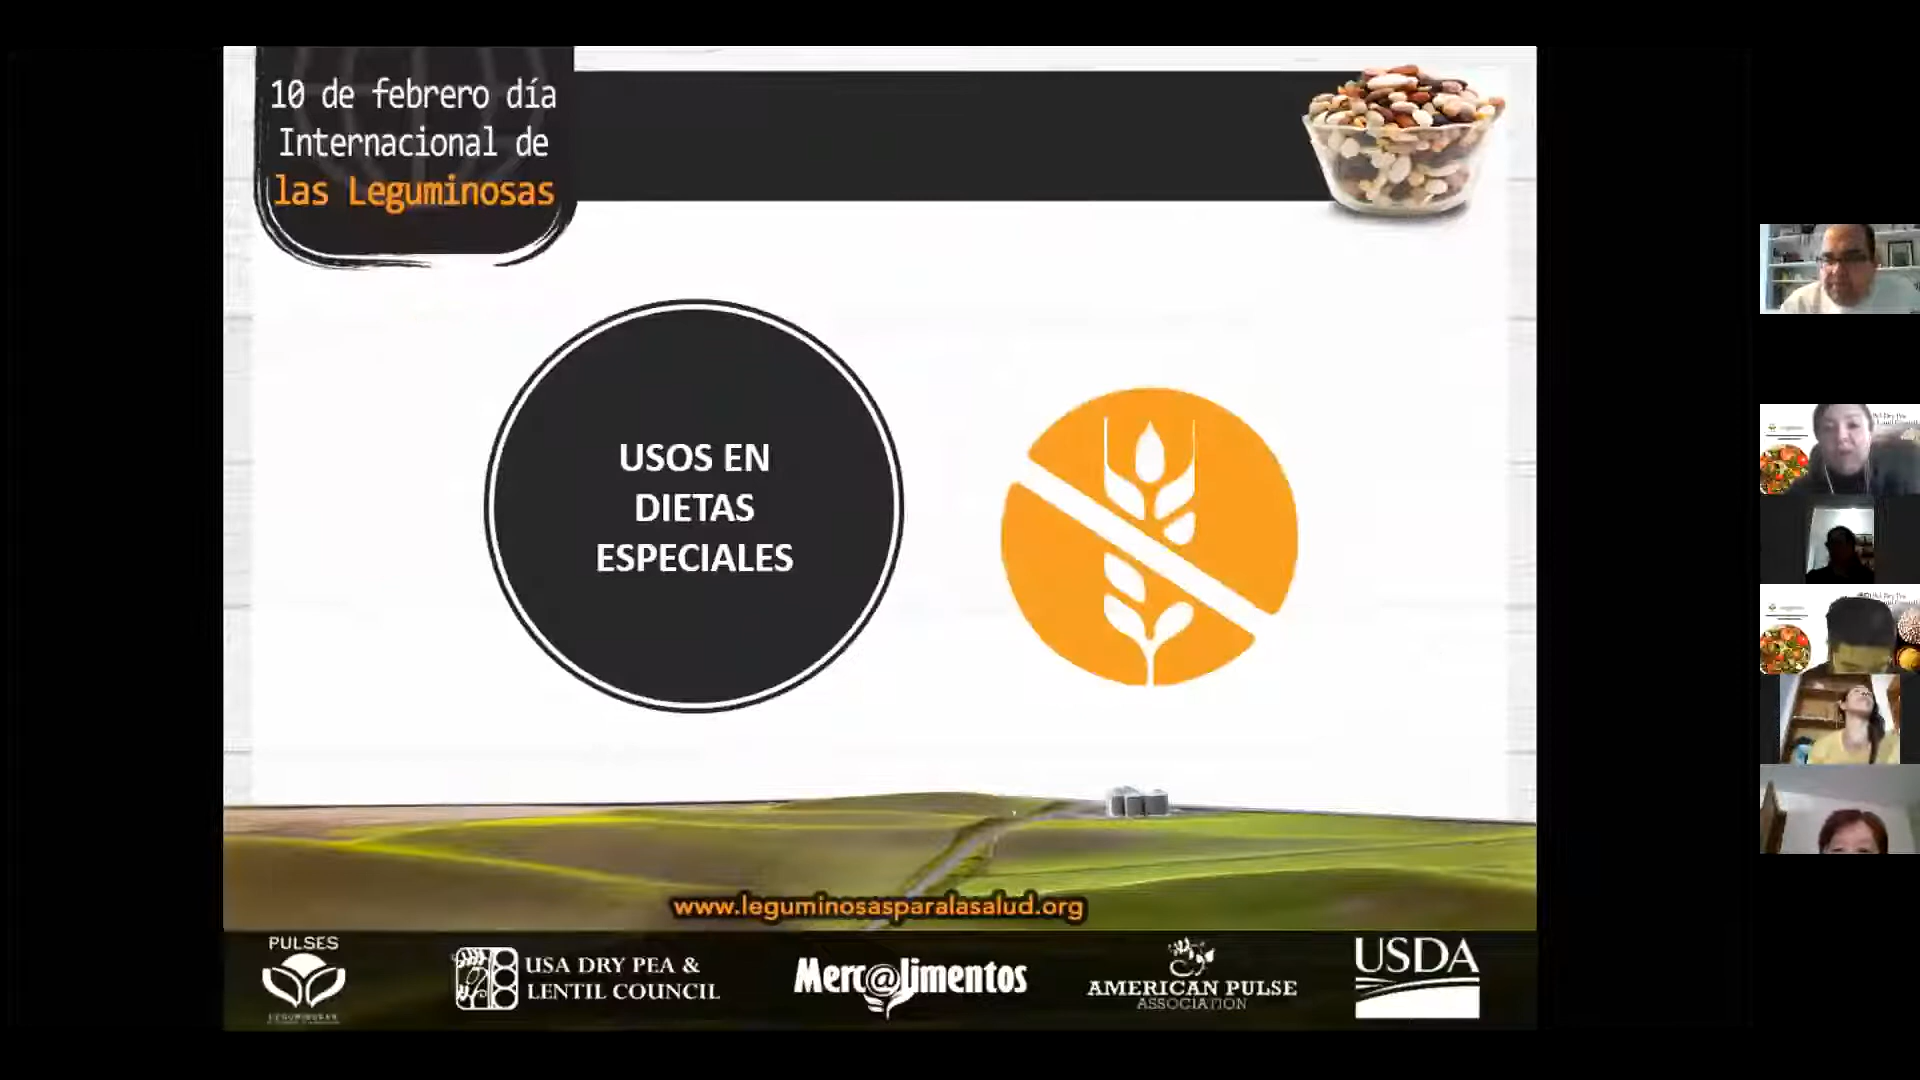 10 de febrero día
Internacional de
las Leguminosas
USOS EN
DIETAS
ESPECIALES
www.leguminosasparalasalud.org
PULSES
USA DRY PEA &
LENTIL COUNCIL
Merc@limentos
AMERICAN PULSE
ASSOCIATION
USDA